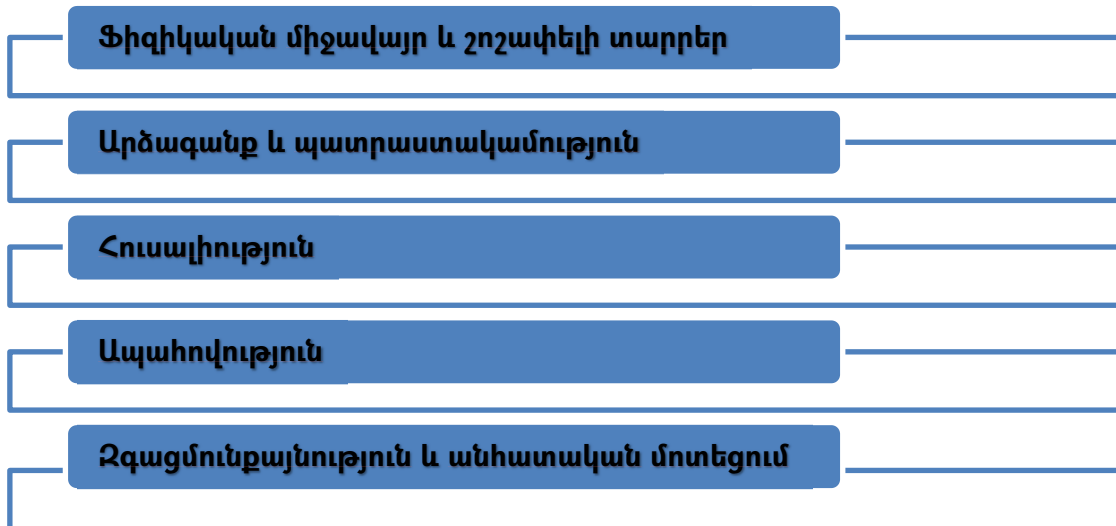 Ֆիզիկական միջավայր և շոշափելի տարրեր
Արձագանք և պատրաստակամություն
Հուսալիություն
Ապահովություն
Զգացմունքայնություն և անհատական մոտեցում